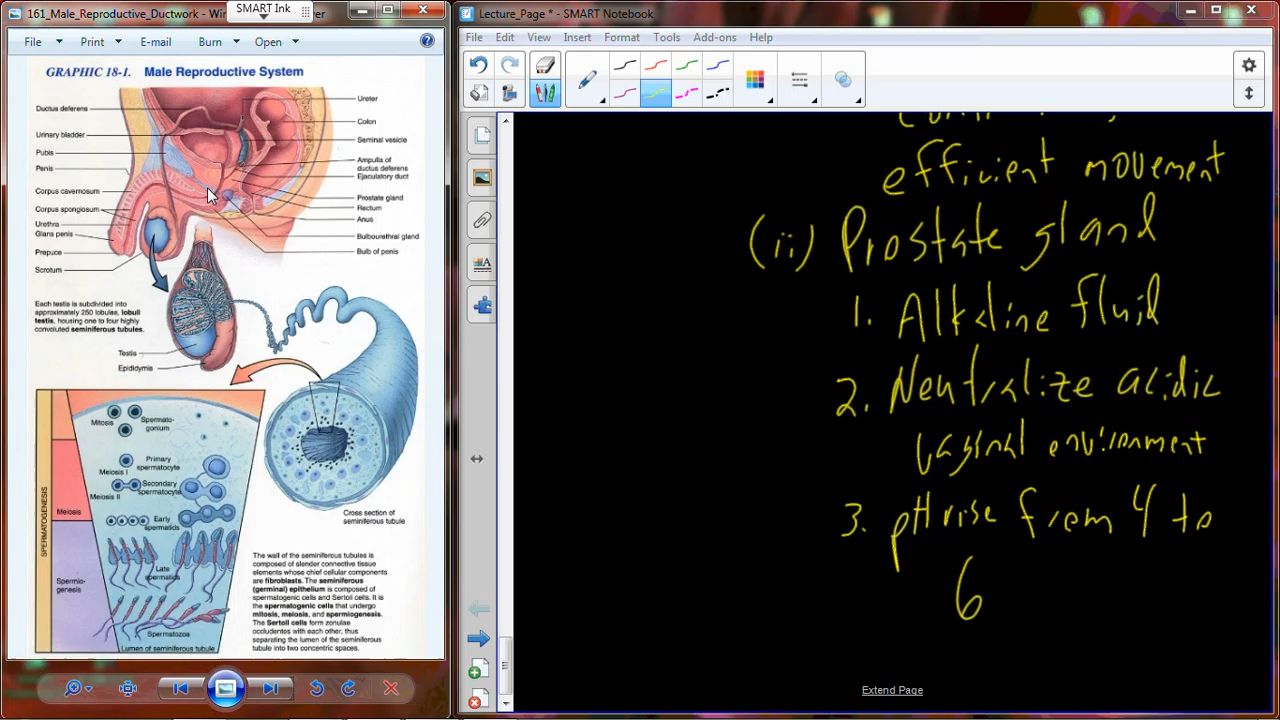 161_Male_Reproductive_Ductwork - Win
SMART Ink
File Print E-mail Burn Open
GRAPHIC 18-1. Male Reproductive System
Ductus deferens
Urinary bladder
Pubis
Penis
Corpus cavernosum
Corpus spongiosum
Urethra
Glans penis
Prepuce
Scrotum
Ureter
Colon
Seminal vesicle
Ampulla of
ductus deferens
Ejaculatory duct
Prostate gland
Rectum
Anus
Bulbourethral gland
Bulb of penis
Each testis is subdivided into
approximately 250 lobules, lobuli
testis, housing one to four highly
convoluted seminiferous tubules.
Testis
Epididymis
SPERMATOGENESIS
Mitosis
Spermato-
gonium
Primary
spermatocyte
Meiosis I
Meiosis II
Secondary
spermatocyte
Meiosis
Early
spermatids
Late
spermatids
Spermio-
genesis
Spermatozoa
Lumen of seminiferous tubule
Cross section of
seminiferous tubule
The wall of the seminiferous tubules is
composed of slender connective tissue
elements whose chief cellular components
are fibroblasts. The seminiferous
(germinal) epithelium is composed of
spermatogenic cells and Sertoli cells. It is
the spermatogenic cells that undergo
mitosis, meiosis, and spermiogenesis.
The Sertoli cells form zonulae
occludentes with each other, thus
separating the lumen of the seminiferous
tubule into two concentric spaces.
Lecture_Page * - SMART Notebook
File Edit View Insert Format Tools Add-ons Help
efficient movement
(ii) Prostate gland
1. Alkaline fluid
2. Neutralize acidic
vaginal environment
3. pH rise from 4 to
6
Extend Page